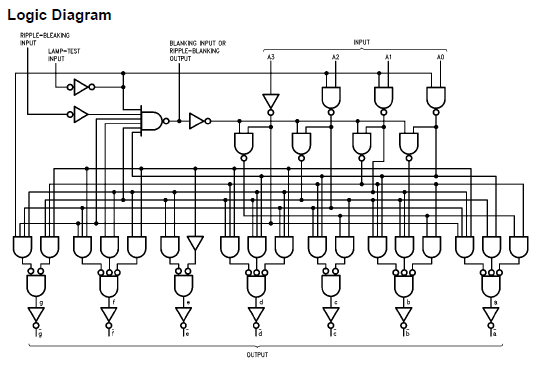 Logic Diagram
RIPPLE-BLEAKING
INPUT
LAMP-TEST
INPUT
BLANKING INPUT OR
RIPPLE-BLANKING
OUTPUT
INPUT
A3
A2
A1
A0
g
f
e
d
c
b
a
g̅
f̅
e̅
d̅
c̅
b̅
a̅
OUTPUT